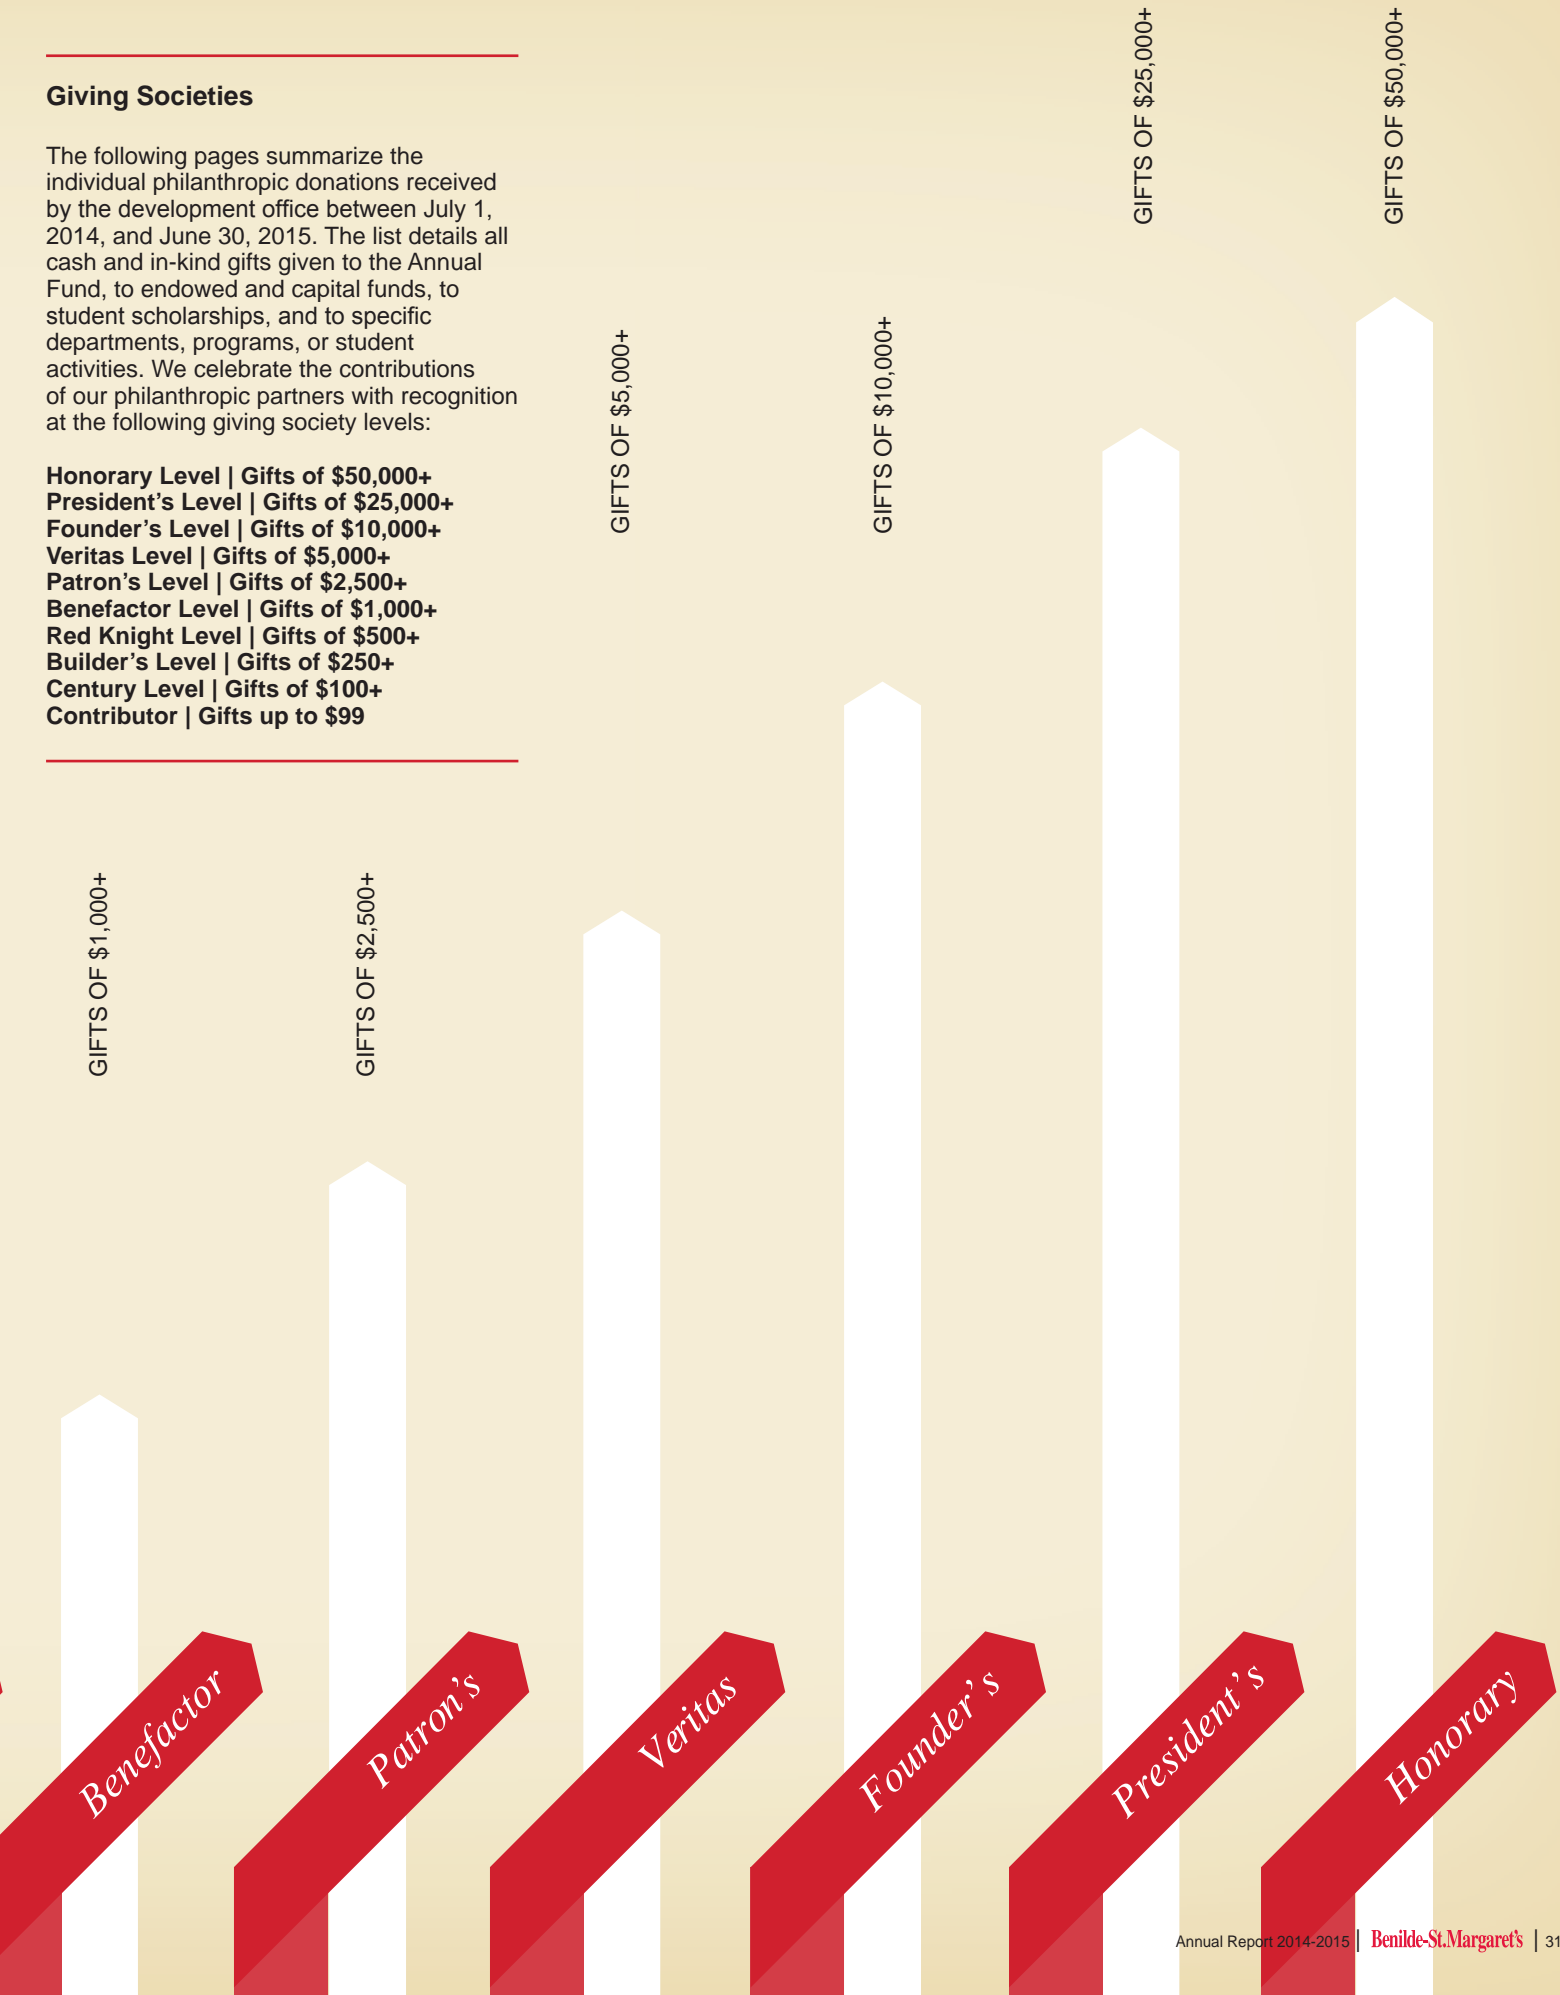 Giving Societies
The following pages summarize the
individual philanthropic donations received
by the development office between July 1,
2014, and June 30, 2015. The list details all
cash and in-kind gifts given to the Annual
Fund, to endowed and capital funds, to
student scholarships, and to specific
departments, programs, or student
activities. We celebrate the contributions
of our philanthropic partners with recognition
at the following giving society levels:
Honorary Level | Gifts of $50,000+
President’s Level | Gifts of $25,000+
Founder’s Level | Gifts of $10,000+
Veritas Level | Gifts of $5,000+
Patron’s Level | Gifts of $2,500+
Benefactor Level | Gifts of $1,000+
Red Knight Level | Gifts of $500+
Builder’s Level | Gifts of $250+
Century Level | Gifts of $100+
Contributor | Gifts up to $99
GIFTS OF $1,000+
GIFTS OF $2,500+
GIFTS OF $5,000+
GIFTS OF $10,000+
GIFTS OF $25,000+
GIFTS OF $50,000+
Benefactor
Patron’s
Veritas
Founder’s
President’s
Honorary
Annual Report 2014-2015 | Benilde-St.Margaret’s | 31